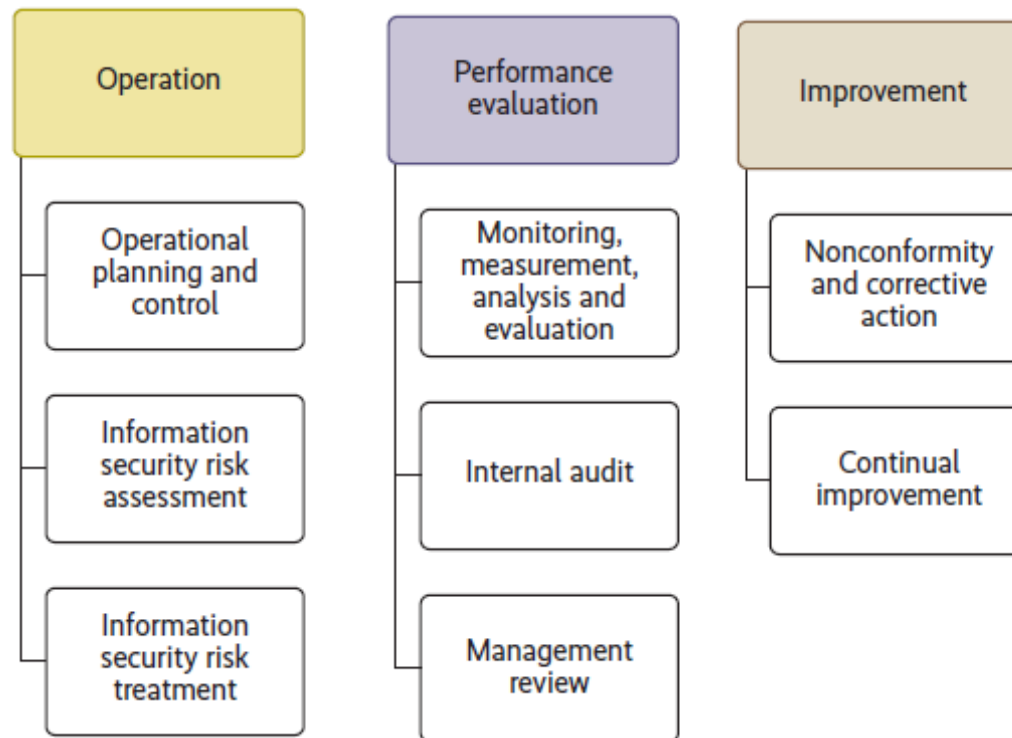 Operation
Operational
planning and
control
Information
security risk
assessment
Information
security risk
treatment
Performance
evaluation
Monitoring,
measurement,
analysis and
evaluation
Internal audit
Management
review
Improvement
Nonconformity
and corrective
action
Continual
improvement